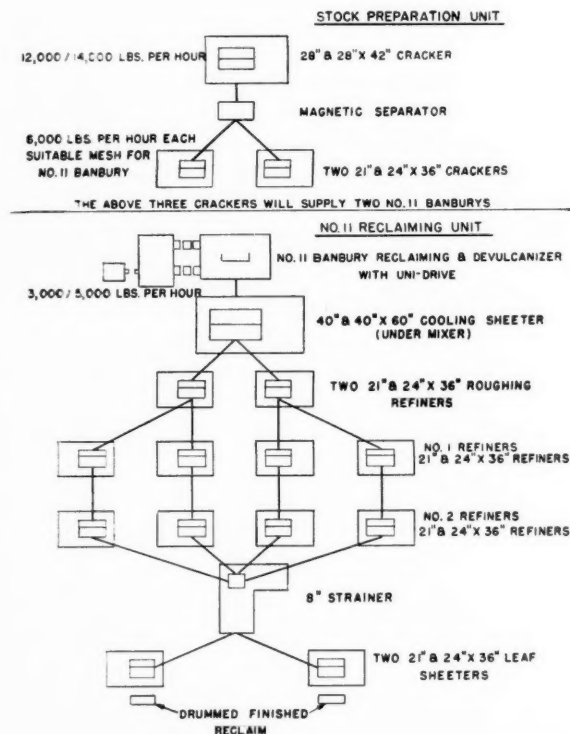 STOCK PREPARATION UNIT
12,000 / 14,000 LBS. PER HOUR
28" & 28" X 42" CRACKER
MAGNETIC SEPARATOR
6,000 LBS. PER HOUR EACH
SUITABLE MESH FOR
NO. 11 BANBURY
TWO 21" & 24" X 36" CRACKERS
THE ABOVE THREE CRACKERS WILL SUPPLY TWO NO. 11 BANBURYS
NO. 11 RECLAIMING UNIT
NO. 11 BANBURY RECLAIMING & DEVULCANIZER
WITH UNI-DRIVE
3,000 / 5,000 LBS. PER HOUR
40" & 40" X 60" COOLING SHEETER
(UNDER MIXER)
TWO 21" & 24" X 36" ROUGHING
REFINERS
NO. 1 REFINERS
21" & 24" X 36" REFINERS
NO. 2 REFINERS
21" & 24" X 36" REFINERS
8" STRAINER
TWO 21" & 24" X 36" LEAF
SHEETERS
DRUMMED FINISHED
RECLAIM